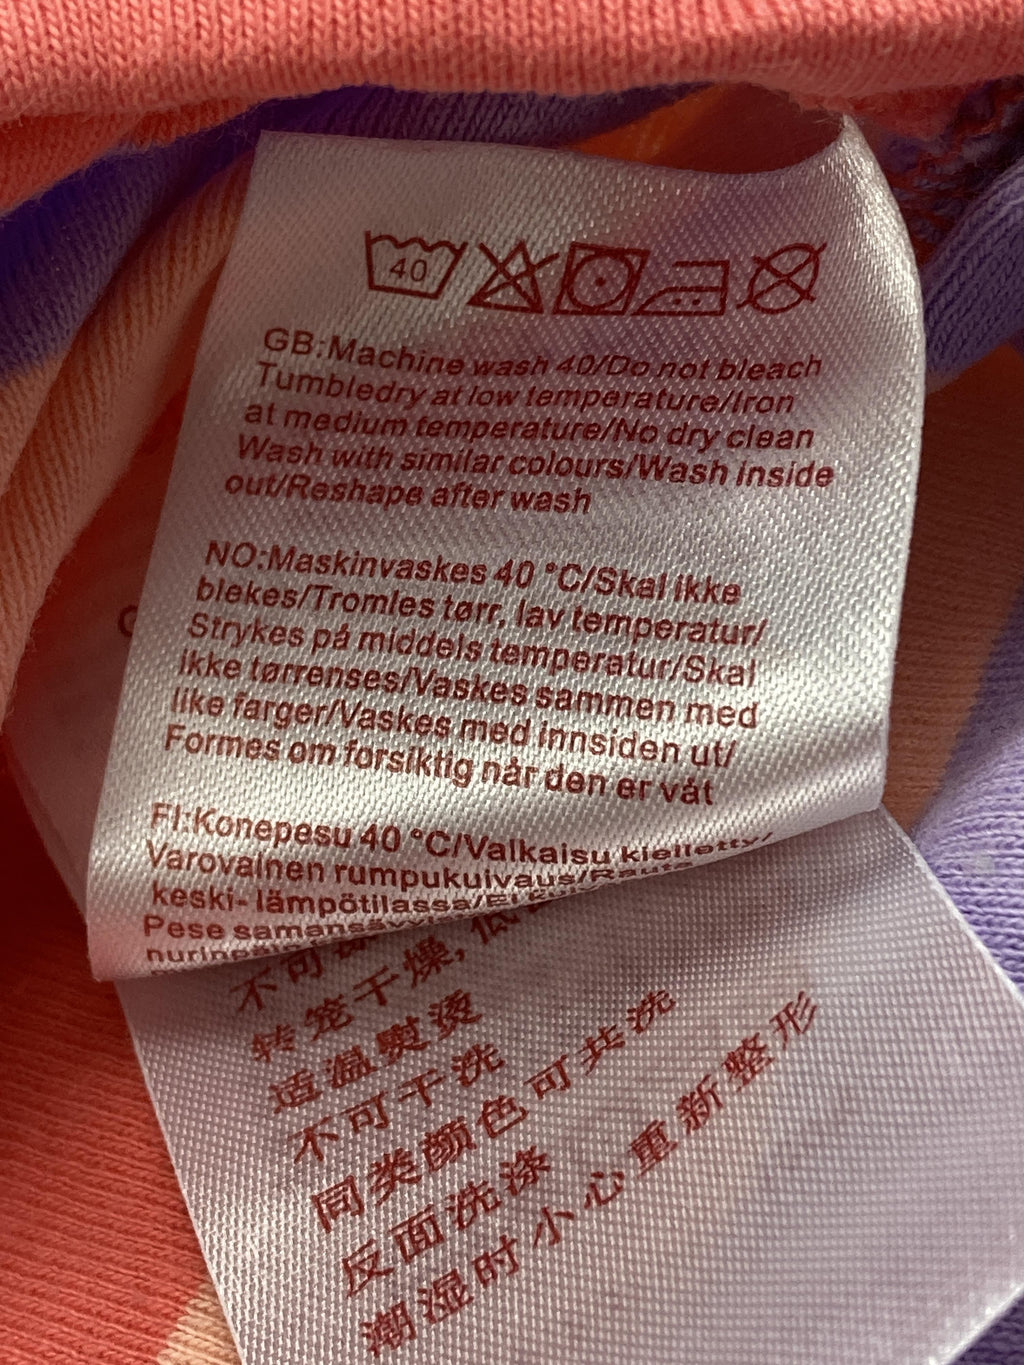 40
GB:Machine wash 40/Do not bleach
Tumbledry at low temperature/Iron
at medium temperature/No dry clean
Wash with similar colours/Wash inside
out/Reshape after wash
NO:Maskinvaskes 40 °C/Skal ikke
blekes/Tromles tørr, lav temperatur/
Strykes på middels temperatur/Skal
ikke tørrenses/Vaskes sammen med
like farger/Vaskes med innsiden ut/
Formes om forsiktig når den er våt
FI:Konepesu 40 °C/Valkaisu kielletty/
Varovainen rumpukuivaus/
keski- lämpötilassa/
Pese
不可
转笼干燥,
适温熨烫
不可干洗
同类颜色可共洗
反面洗涤
潮湿时小心重新整形